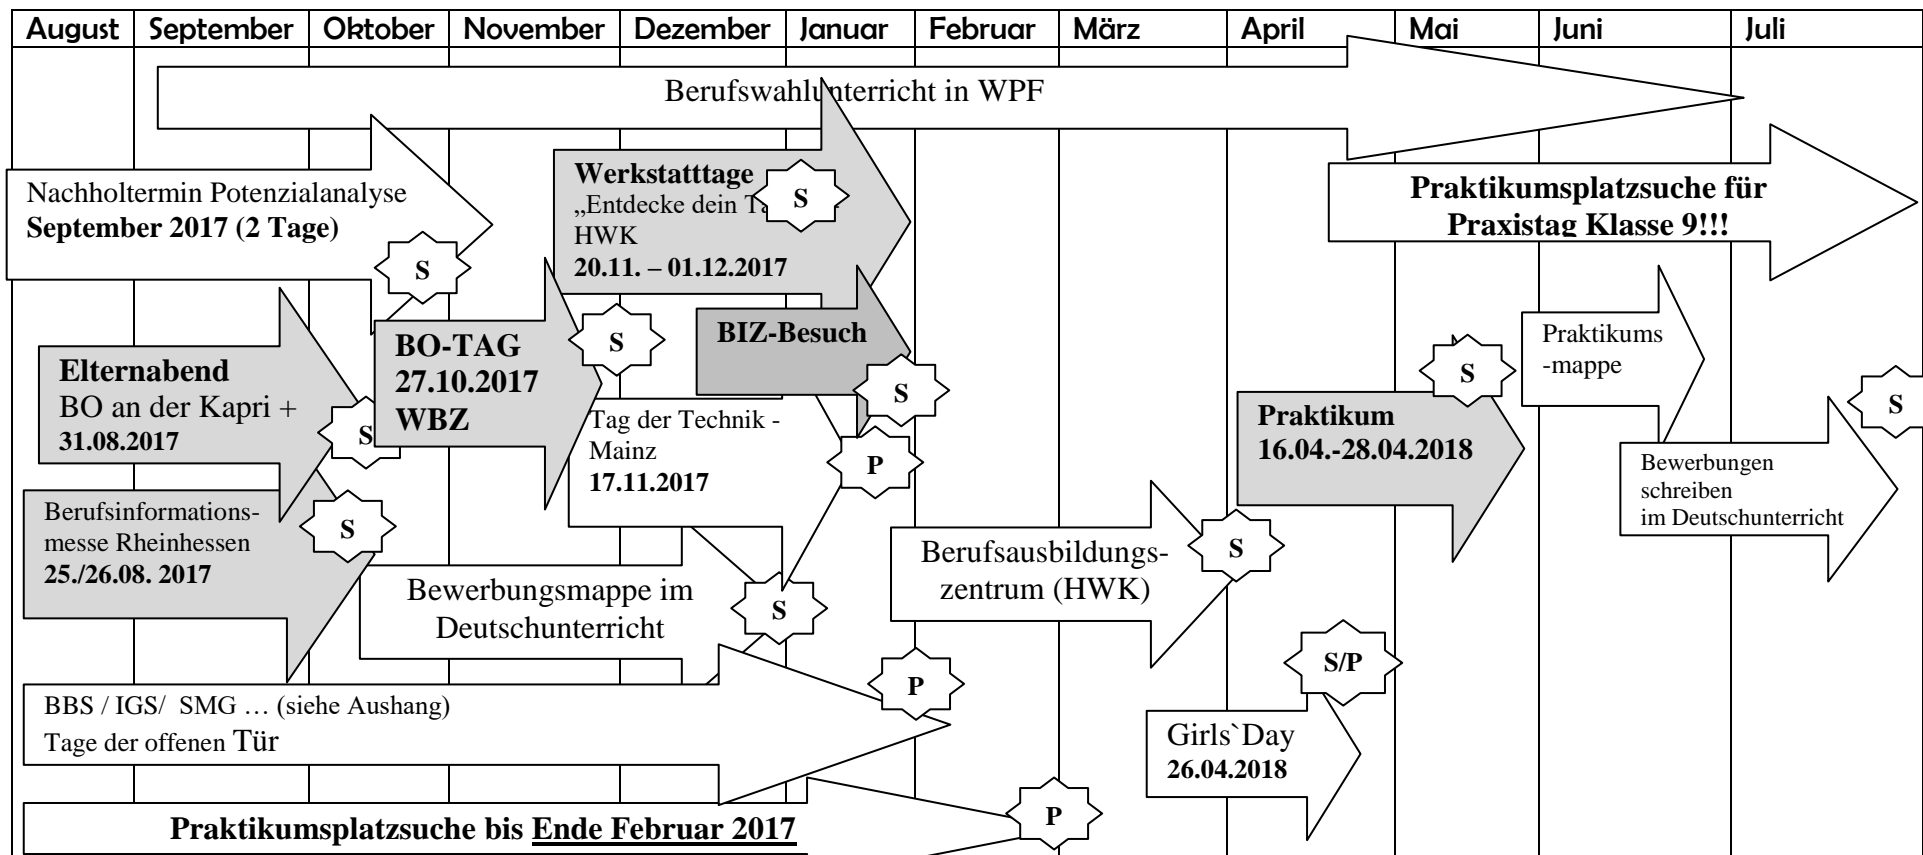 August September Oktober November Dezember Januar Februar März April Mai Juni Juli
Berufswahlunterricht in WPF
Nachholtermin Potenzialanalyse
September 2017 (2 Tage)
S
Werkstatttage
„Entdecke dein
HWK
20.11. – 01.12.2017
S
Praktikumsplatzsuche für
Praxistag Klasse 9!!!
Elternabend
BO an der Kapri +
31.08.2017
S
BO-TAG
27.10.2017
WBZ
S
BIZ-Besuch
S
Praktikums
-mappe
S
Praktikum
16.04.-28.04.2018
S
Tag der Technik -
Mainz
17.11.2017
P
Berufsinformations-
messe Rheinhessen
25./26.08. 2017
S
Bewerbungen
schreiben
im Deutschunterricht
Berufsausbildungs-
zentrum (HWK)
S
Bewerbungsmappe im
Deutschunterricht
S
BBS / IGS/ SMG … (siehe Aushang)
Tage der offenen Tür
P
S/P
Girls`Day
26.04.2018
Praktikumsplatzsuche bis Ende Februar 2017
P